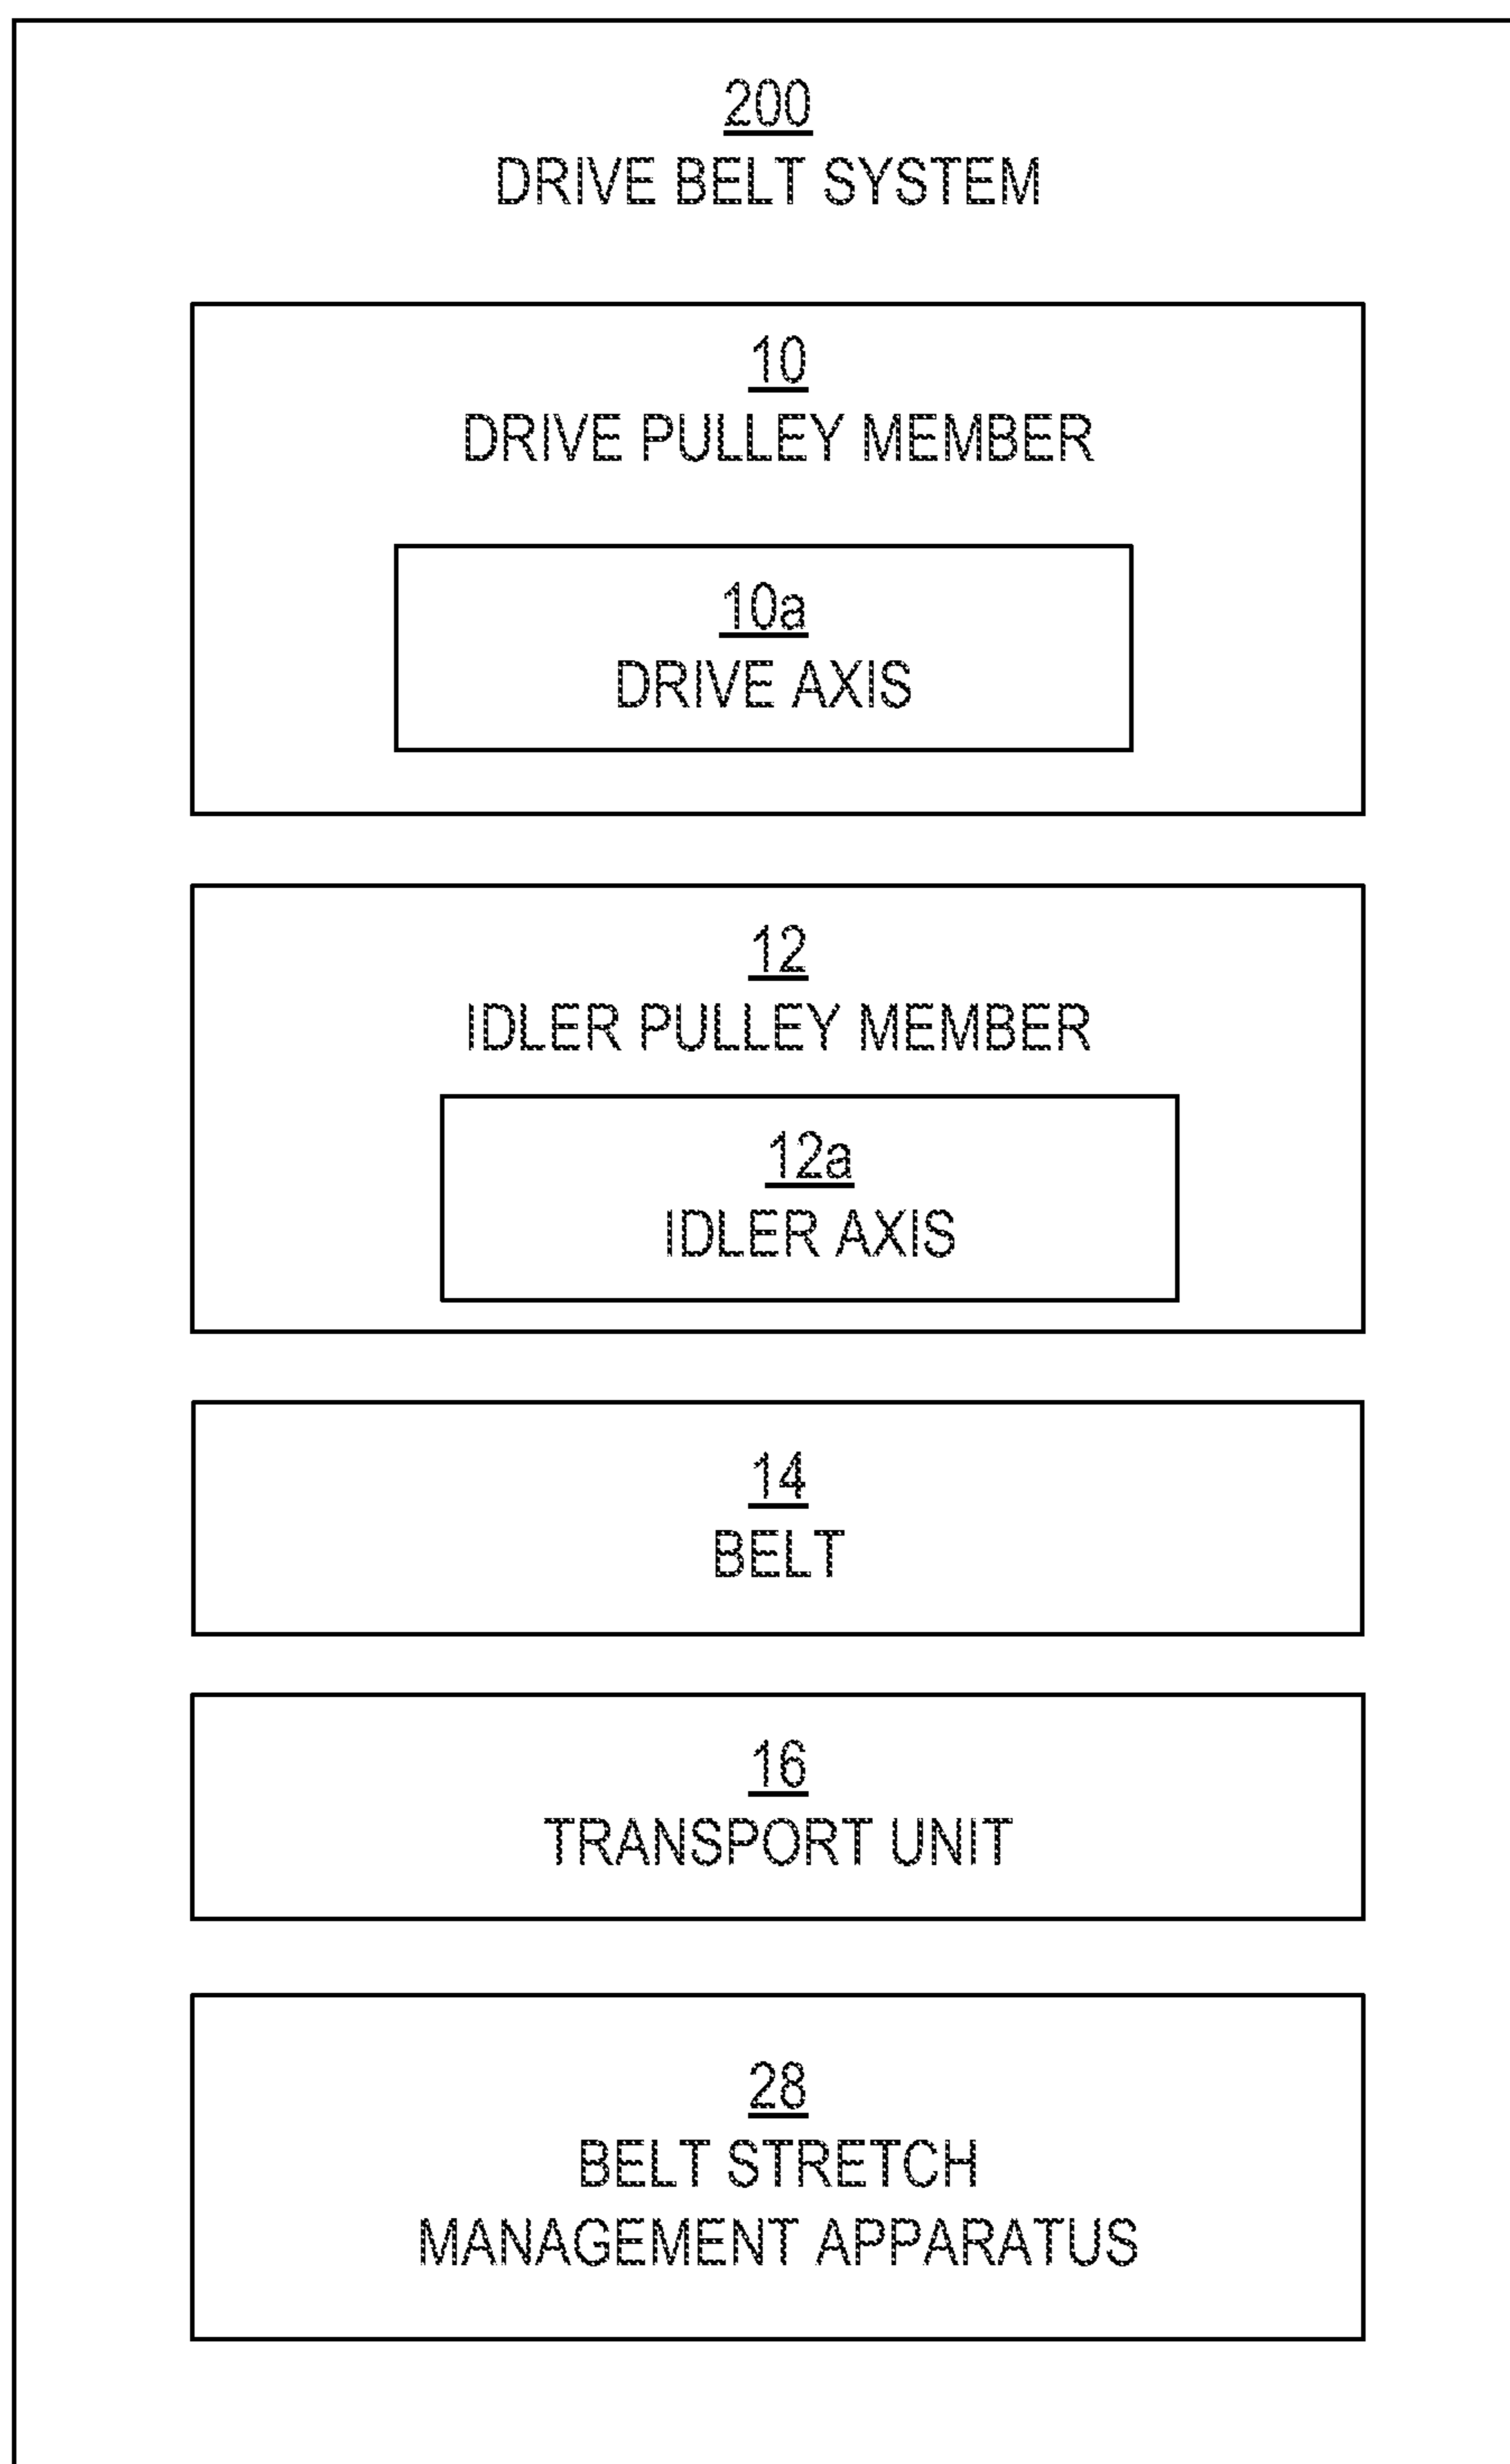 200
DRIVE BELT SYSTEM
10
DRIVE PULLEY MEMBER
10a
DRIVE AXIS
12
IDLER PULLEY MEMBER
12a
IDLER AXIS
14
BELT
16
TRANSPORT UNIT
28
BELT STRETCH
MANAGEMENT APPARATUS